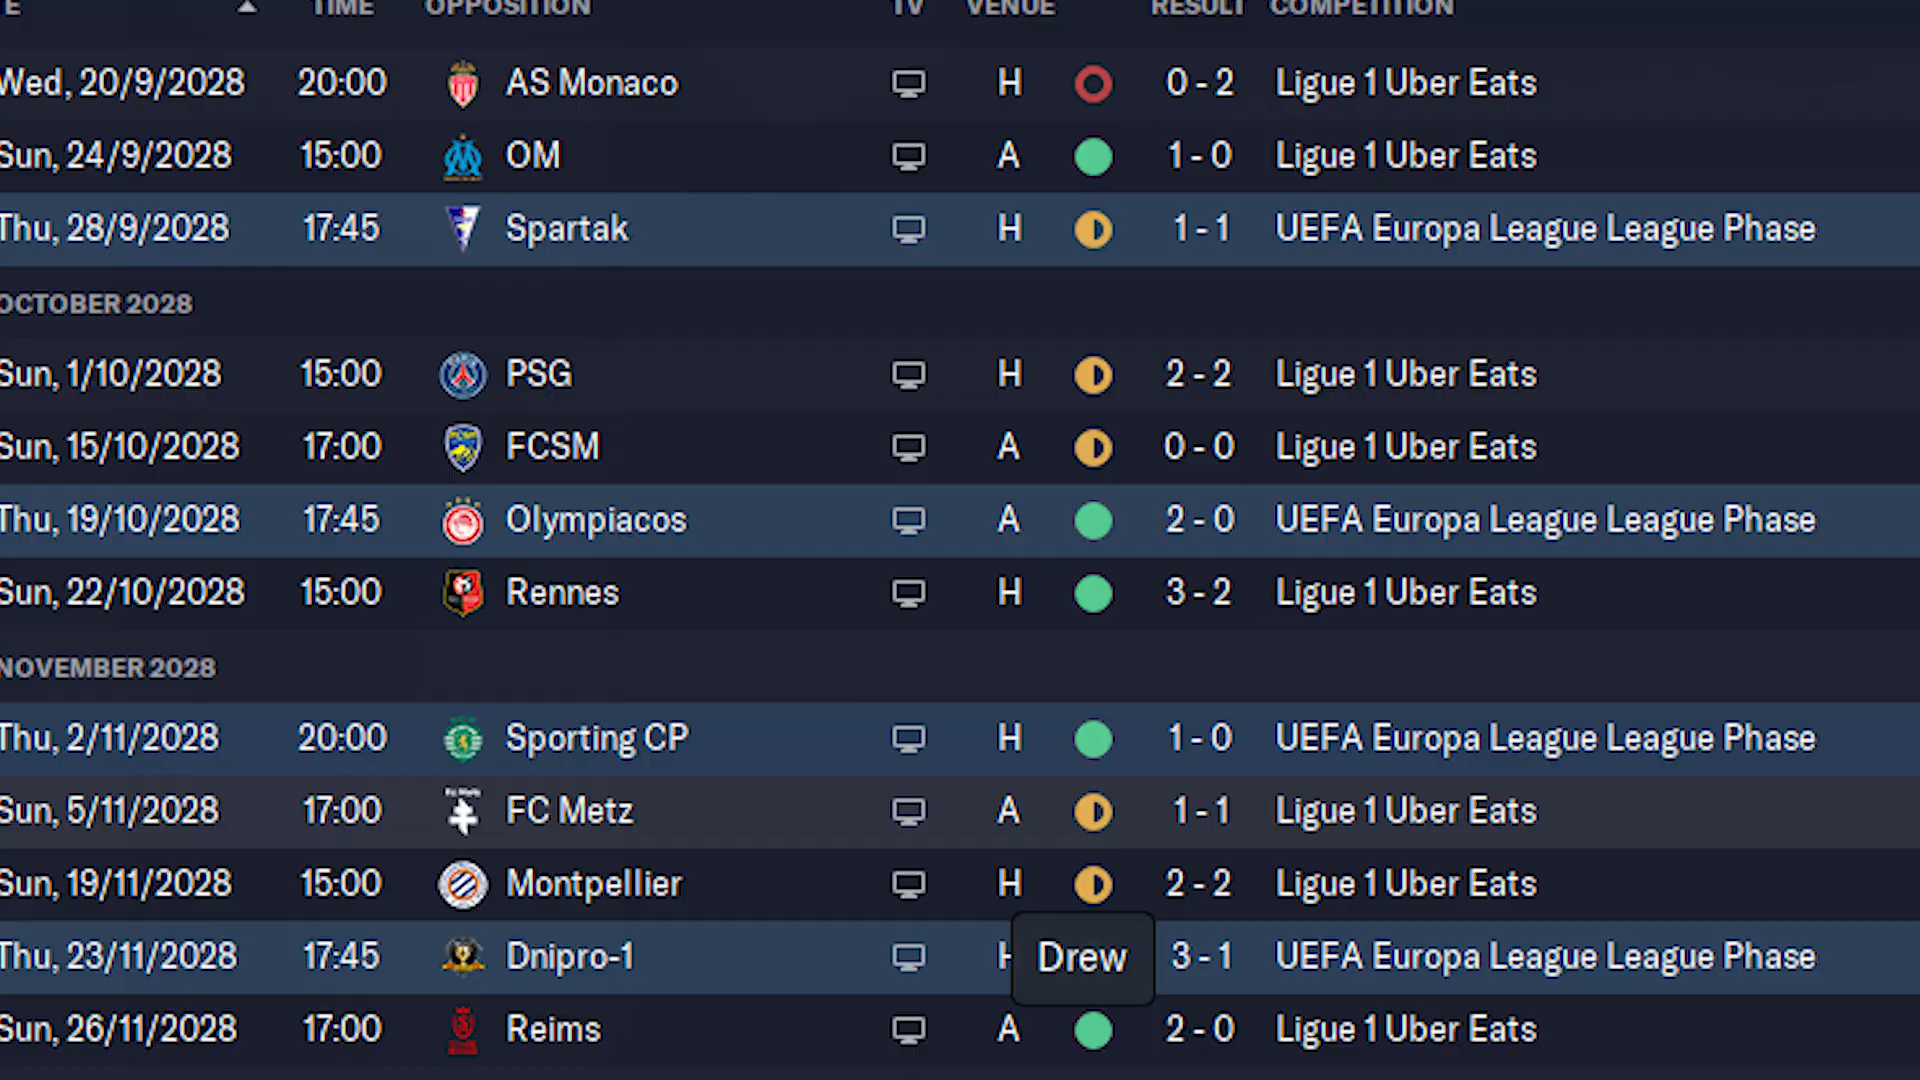 E TIME OPPOSITION TV VENUE RESULT COMPETITION
Wed, 20/9/2028 20:00 AS Monaco H 0 - 2 Ligue 1 Uber Eats
Sun, 24/9/2028 15:00 OM A 1 - 0 Ligue 1 Uber Eats
Thu, 28/9/2028 17:45 Spartak H 1 - 1 UEFA Europa League League Phase
OCTOBER 2028
Sun, 1/10/2028 15:00 PSG H 2 - 2 Ligue 1 Uber Eats
Sun, 15/10/2028 17:00 FCSM A 0 - 0 Ligue 1 Uber Eats
Thu, 19/10/2028 17:45 Olympiacos A 2 - 0 UEFA Europa League League Phase
Sun, 22/10/2028 15:00 Rennes H 3 - 2 Ligue 1 Uber Eats
NOVEMBER 2028
Thu, 2/11/2028 20:00 Sporting CP H 1 - 0 UEFA Europa League League Phase
Sun, 5/11/2028 17:00 FC Metz A 1 - 1 Ligue 1 Uber Eats
Sun, 19/11/2028 15:00 Montpellier H 2 - 2 Ligue 1 Uber Eats
Thu, 23/11/2028 17:45 Dnipro-1 H Drew 3 - 1 UEFA Europa League League Phase
Sun, 26/11/2028 17:00 Reims A 2 - 0 Ligue 1 Uber Eats